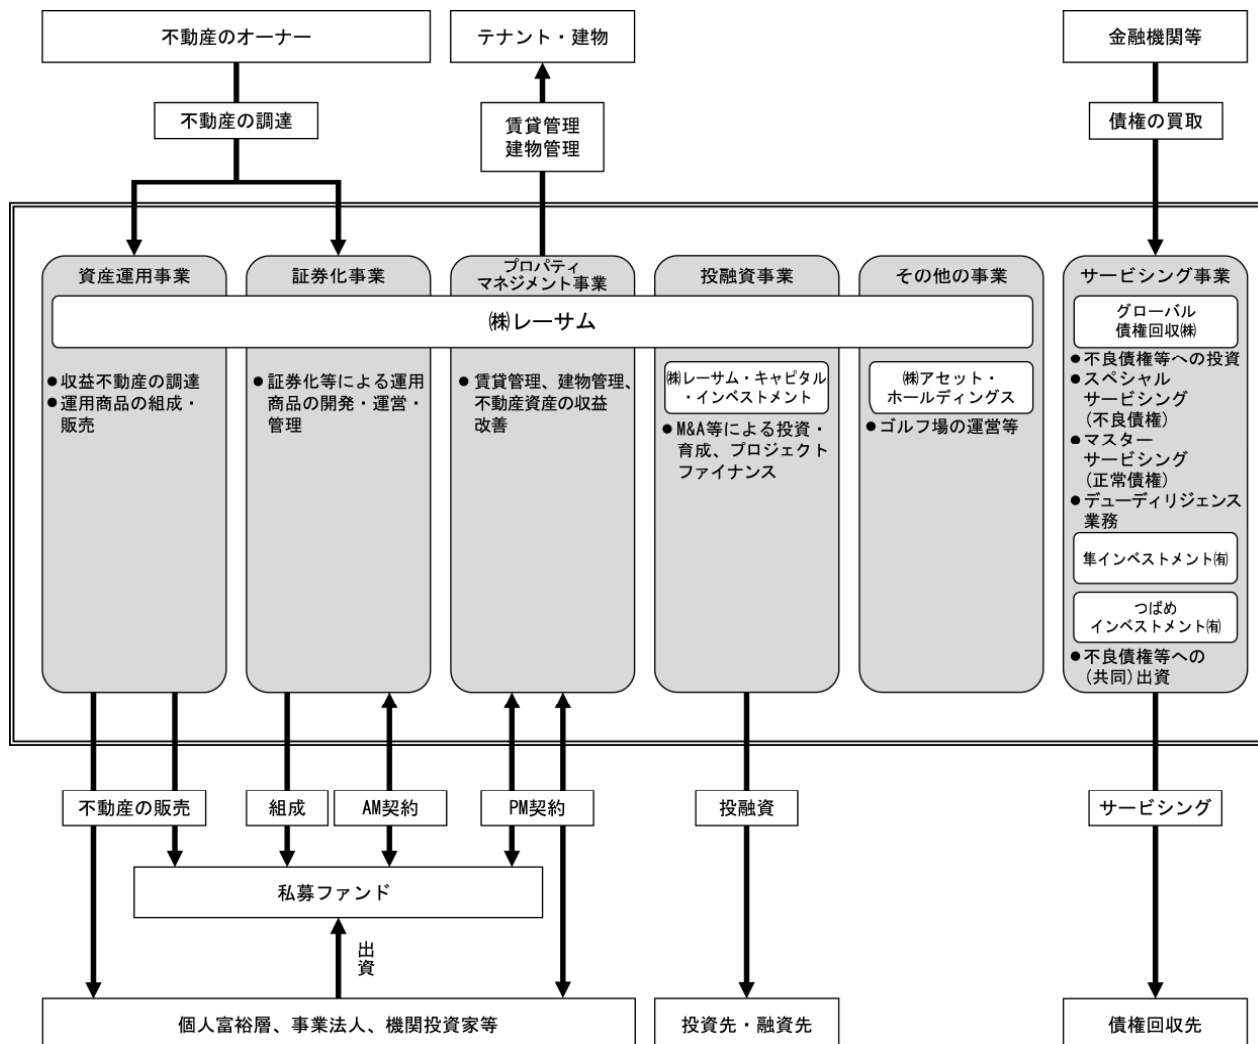 不動産のオーナー
テナント・建物
金融機関等
不動産の調達
賃貸管理
建物管理
債権の買取
資産運用事業
証券化事業
プロパティ
マネジメント事業
投融資事業
その他の事業
サービシング事業
㈱レーサム
●収益不動産の調達
●運用商品の組成・
販売
●証券化等による運用
商品の開発・運営・
管理
●賃貸管理、建物管理、
不動産資産の収益
改善
㈱レーサム・キャピタル
・インベストメント
●M&A等による投資・
育成、プロジェクト
ファイナンス
㈱アセット・
ホールディングス
●ゴルフ場の運営等
グローバル
債権回収㈱
●不良債権等への投資
●スペシャル
サービシング
(不良債権)
●マスター
サービシング
(正常債権)
●デューディリジェンス
業務
隼インベストメント㈲
つばめ
インベストメント㈲
●不良債権等への
(共同)出資
不動産の販売
組成
AM契約
PM契約
投融資
サービシング
私募ファンド
出資
個人富裕層、事業法人、機関投資家等
投資先・融資先
債権回収先